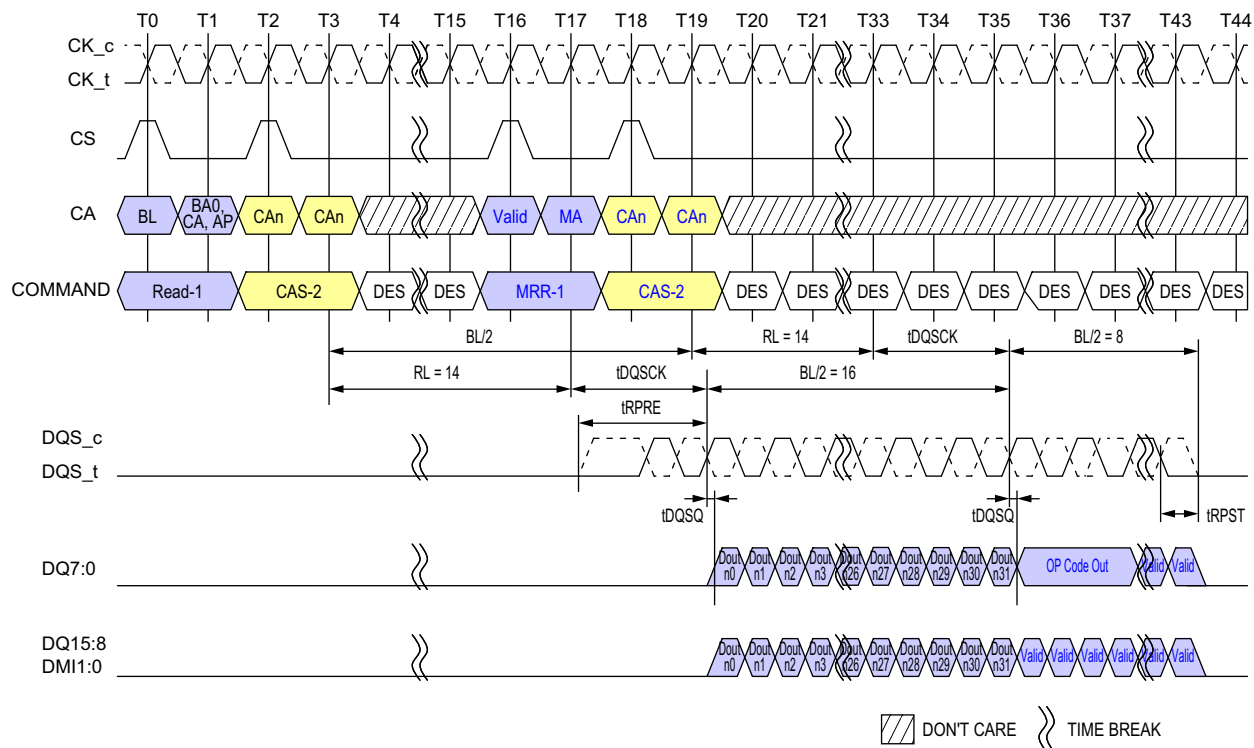 T0 T1 T2 T3 T4 T15 T16 T17 T18 T19 T20 T21 T33 T34 T35 T36 T37 T43 T44
CK_c
CK_t
CS
CA BL BA0, CA, AP CAn CAn Valid MA CAn CAn
COMMAND Read-1 CAS-2 DES DES MRR-1 CAS-2 DES DES DES DES DES DES DES DES DES
BL/2 RL = 14 tDQSCK BL/2 = 8
RL = 14 tDQSCK BL/2 = 16
tRPRE
DQS_c
DQS_t
tDQSQ tDQSQ tRPST
DQ7:0 Dout n0 Dout n1 Dout n2 Dout n3 Dout n26 Dout n27 Dout n28 Dout n29 Dout n30 Dout n31 OP Code Out Valid Valid
DQ15:8
DMI1:0
Dout n0 Dout n1 Dout n2 Dout n3 Dout n26 Dout n27 Dout n28 Dout n29 Dout n30 Dout n31 Valid Valid Valid Valid Valid Valid
DON'T CARE TIME BREAK